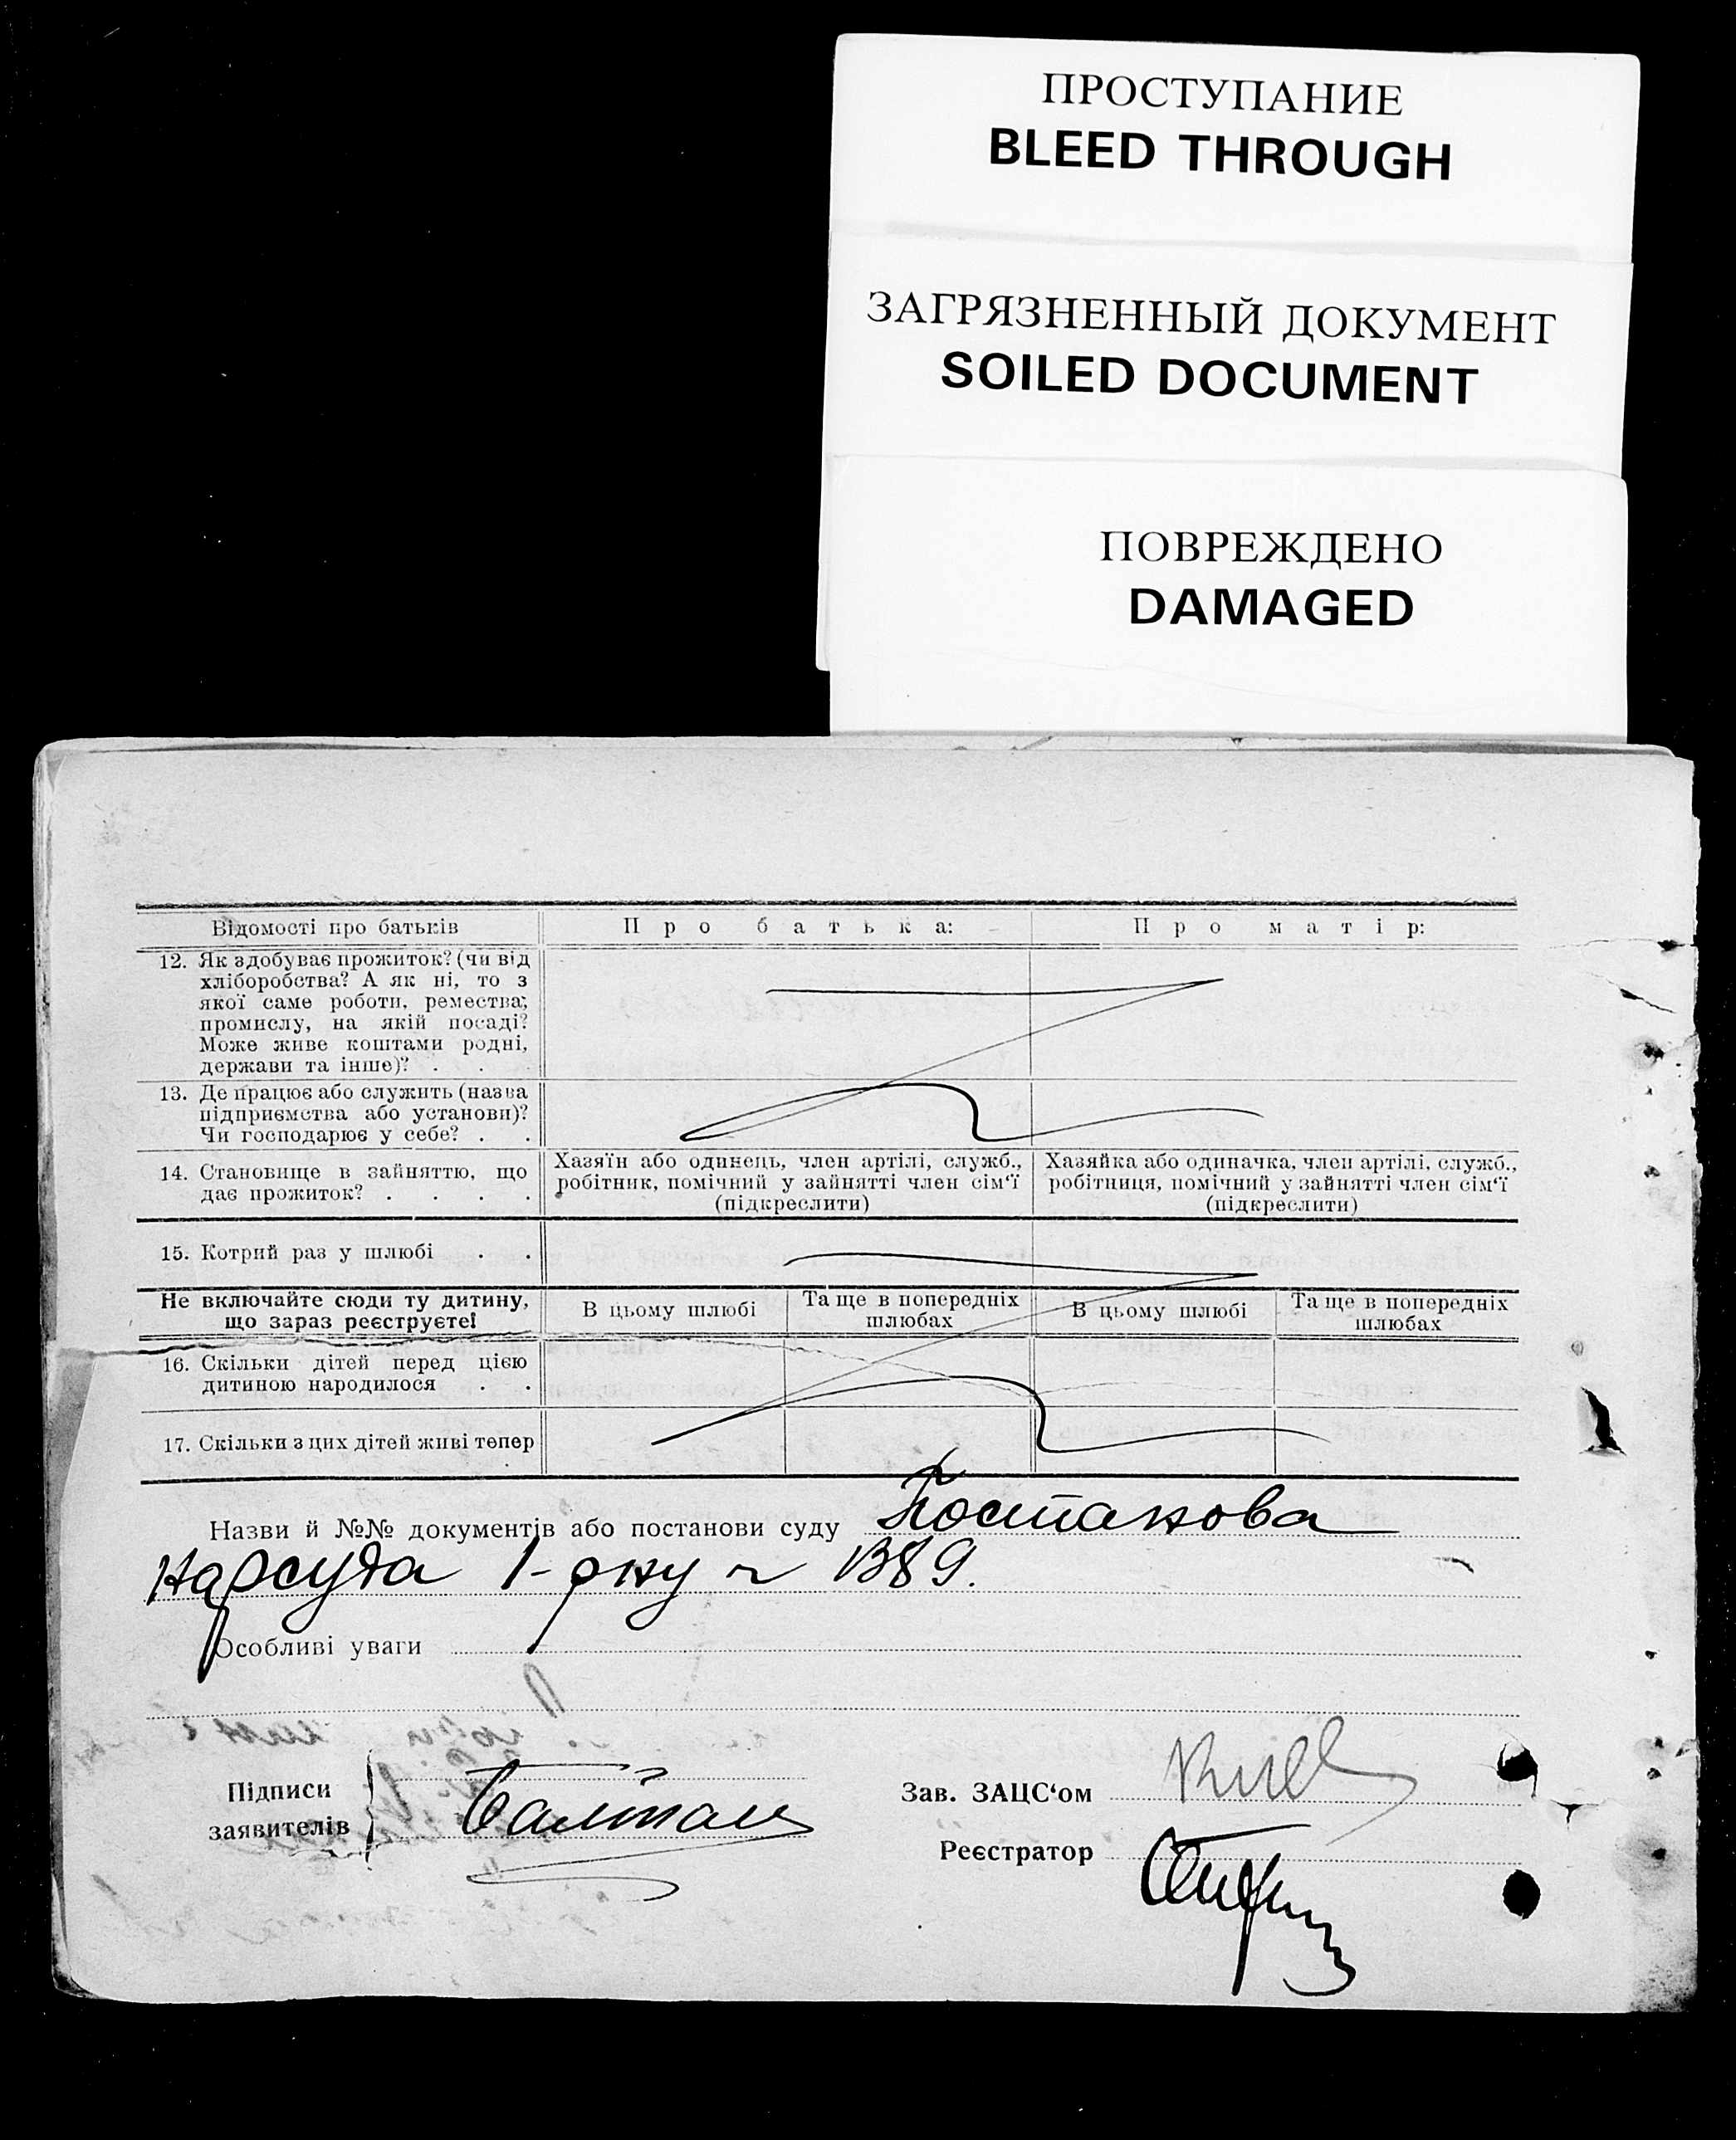 ПРОСТУПАНИЕ
BLEED THROUGH
ЗАГРЯЗНЕННЫЙ ДОКУМЕНТ
SOILED DOCUMENT
ПОВРЕЖДЕНО
DAMAGED
Відомості про батьків
Про батька:
Про матір:
12. Як здобуває прожиток? (чи від
хліборобства? А як ні, то з
якої саме роботи, ремества;
промислу, на якій посаді?
Може живе коштами родні,
держави та інше)? . .
13. Де працює або служить (назва
підприємства або установи)?
Чи господарює у себе? . .
14. Становище в зайняттю, що
дає прожиток? . . . .
Хазяїн або одинець, член артілі, служб.,
робітник, помічний у зайнятті член сім‘ї
(підкреслити)
Хазяйка або одиначка, член артілі, служб.,
робітниця, помічний у зайнятті член сім‘ї
(підкреслити)
15. Котрий раз у шлюбі . .
Не включайте сюди ту дитину,
що зараз реєструєте!
В цьому шлюбі
Та ще в попередніх
шлюбах
В цьому шлюбі
Та ще в попередніх
шлюбах
16. Скільки дітей перед цією
дитиною народилося . .
17. Скільки з цих дітей живі тепер
Назви й №№ документів або постанови суду Постанова
нарсуда 1- р-ну 1389.
Особливі уваги
Підписи
заявителів
Зав. ЗАЦС‘ом
Реєстратор